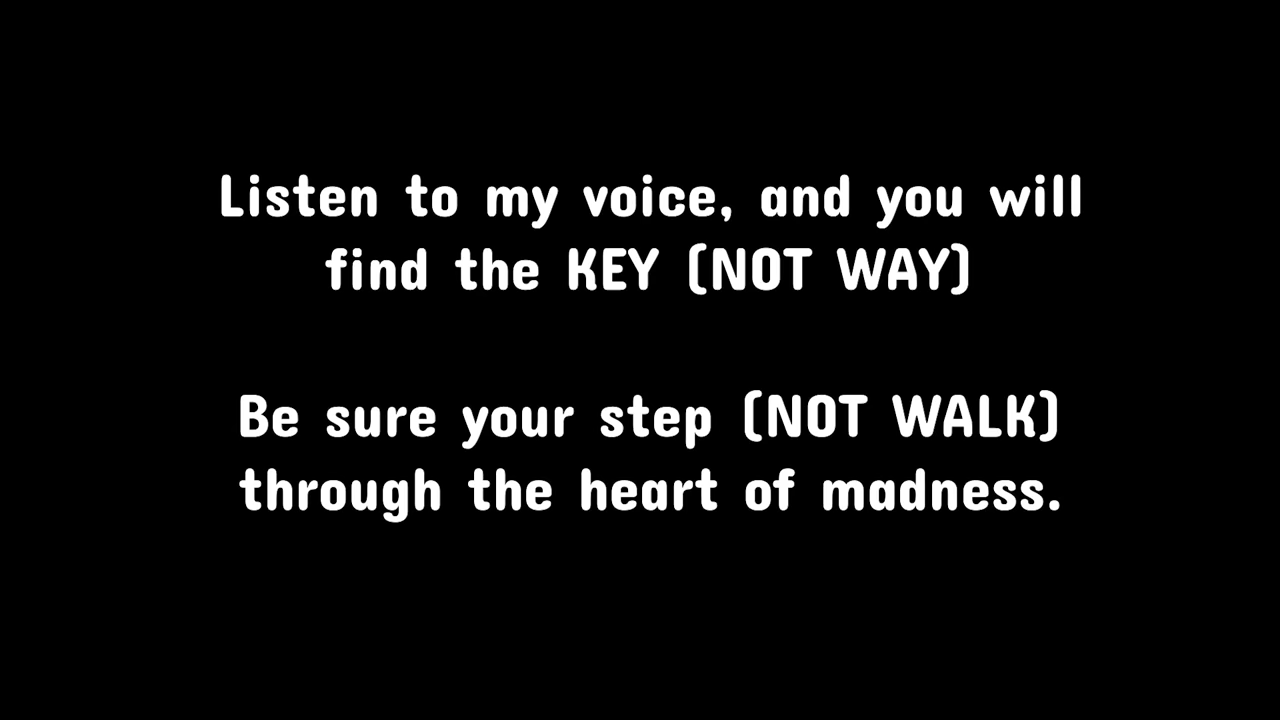 Listen to my voice, and you will
find the KEY (NOT WAY)
Be sure your step (NOT WALK)
through the heart of madness.